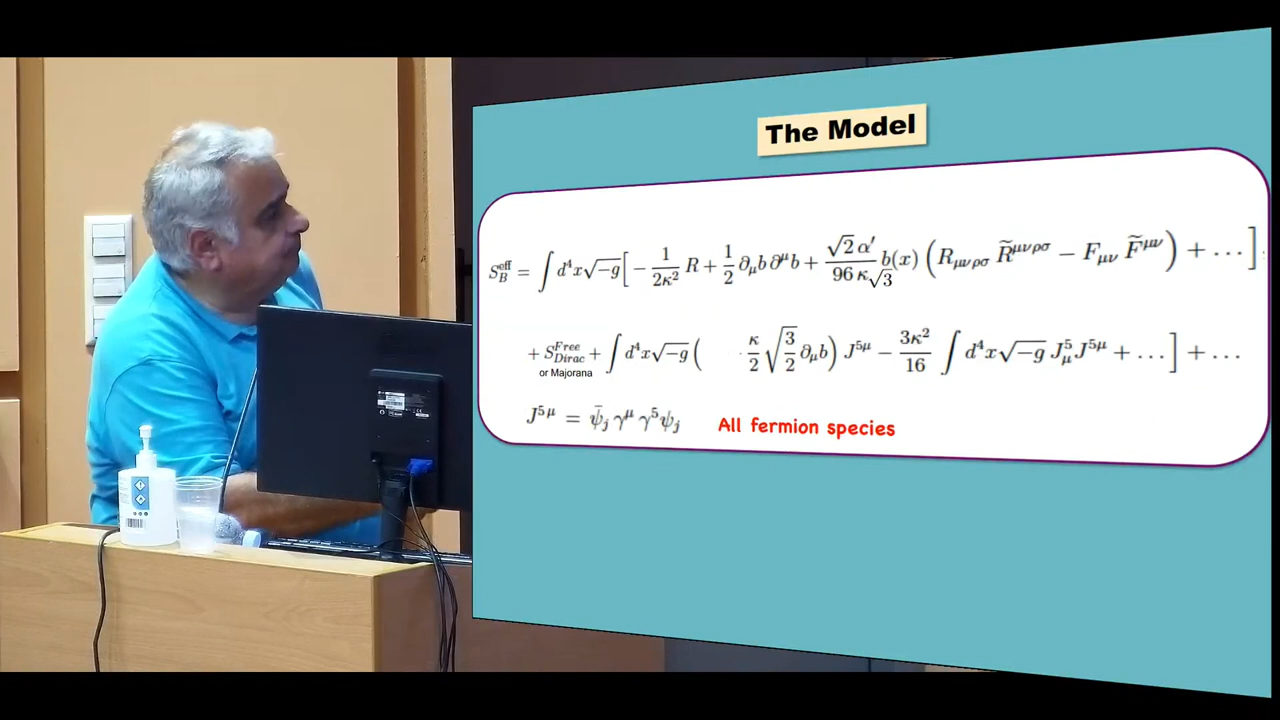 The Model
S_B^eff = ∫ d⁴x√−g [ − 1/2κ² R + 1/2 ∂_μ b ∂^μ b + √2 α′/96 κ √3 b(x) ( R_μνρσ R̃^μνρσ − F_μν F̃^μν ) + … ]
+ S_Dirac^Free + ∫ d⁴x√−g ( κ/2 √3/2 ∂_μ b ) J^5μ − 3κ²/16 ∫ d⁴x√−g J_μ^5 J^5μ + … ] + …
or Majorana
J^5μ = ψ̄_j γ^μ γ^5 ψ_j All fermion species